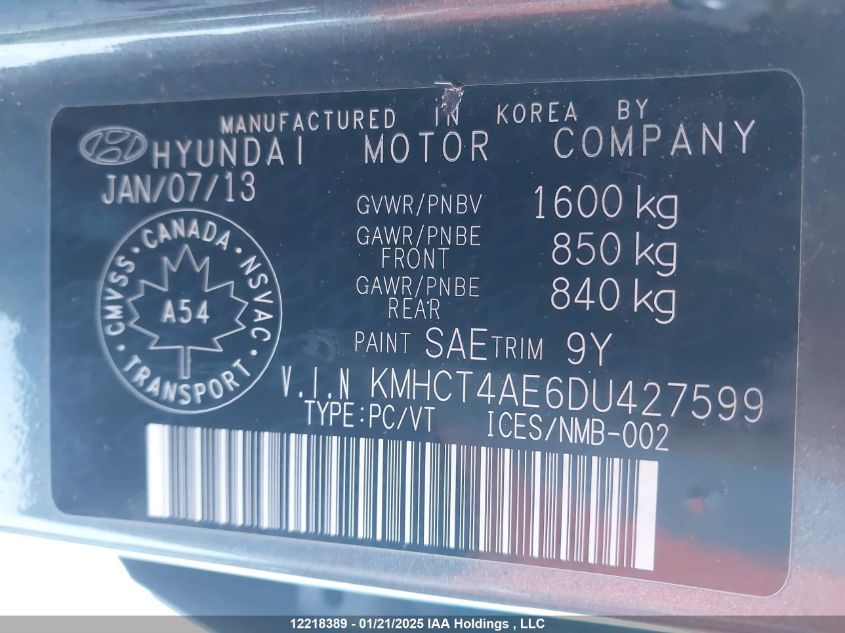 MANUFACTURED IN KOREA BY
HYUNDAI MOTOR COMPANY
JAN/07/13
GVWR/PNBV 1600 kg
GAWR/PNBE FRONT 850 kg
GAWR/PNBE REAR 840 kg
CANADA
CMVSS NSVAC
A54
TRANSPORT
PAINT SAE TRIM 9Y
V.I.N KMHCT4AE6DU427599
TYPE:PC/VT ICES/NMB-002
12218389 - 01/21/2025 IAA Holdings , LLC